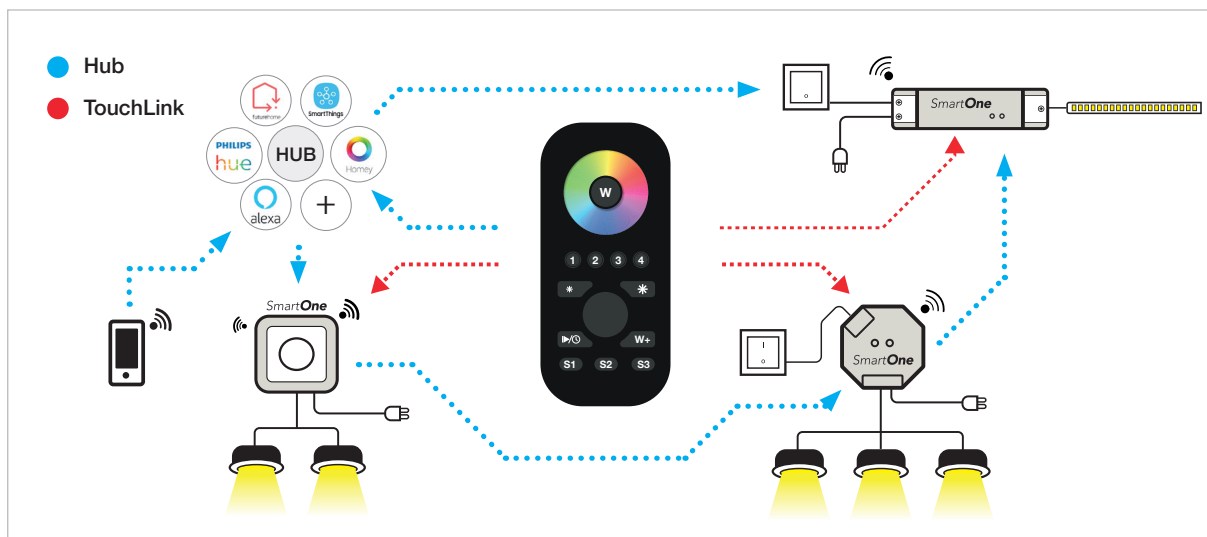 Hub
TouchLink
futurehome
SmartThings
PHILIPS
hue
HUB
Homey
alexa
+
SmartOne
W
1 2 3 4
W+
S1 S2 S3
SmartOne
I
SmartOne